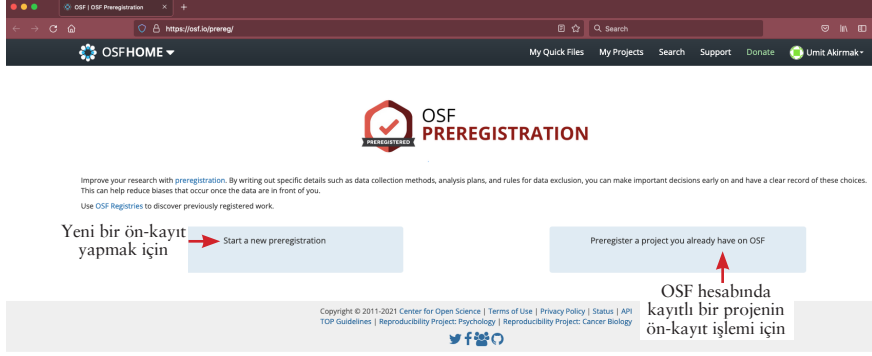 OSF | OSF Preregistration
https://osf.io/prereg/
Search
OSFHOME
My Quick Files My Projects Search Support Donate Umit Akirmak
PREREGISTERED
OSF
PREREGISTRATION
Improve your research with preregistration. By writing out specific details such as data collection methods, analysis plans, and rules for data exclusion, you can make important decisions early on and have a clear record of these choices.
This can help reduce biases that occur once the data are in front of you.
Use OSF Registries to discover previously registered work.
Yeni bir ön-kayıt
yapmak için
Start a new preregistration
Preregister a project you already have on OSF
OSF hesabında
kayıtlı bir projenin
ön-kayıt işlemi için
Copyright © 2011-2021 Center for Open Science | Terms of Use | Privacy Policy | Status | API
TOP Guidelines | Reproducibility Project: Psychology | Reproducibility Project: Cancer Biology